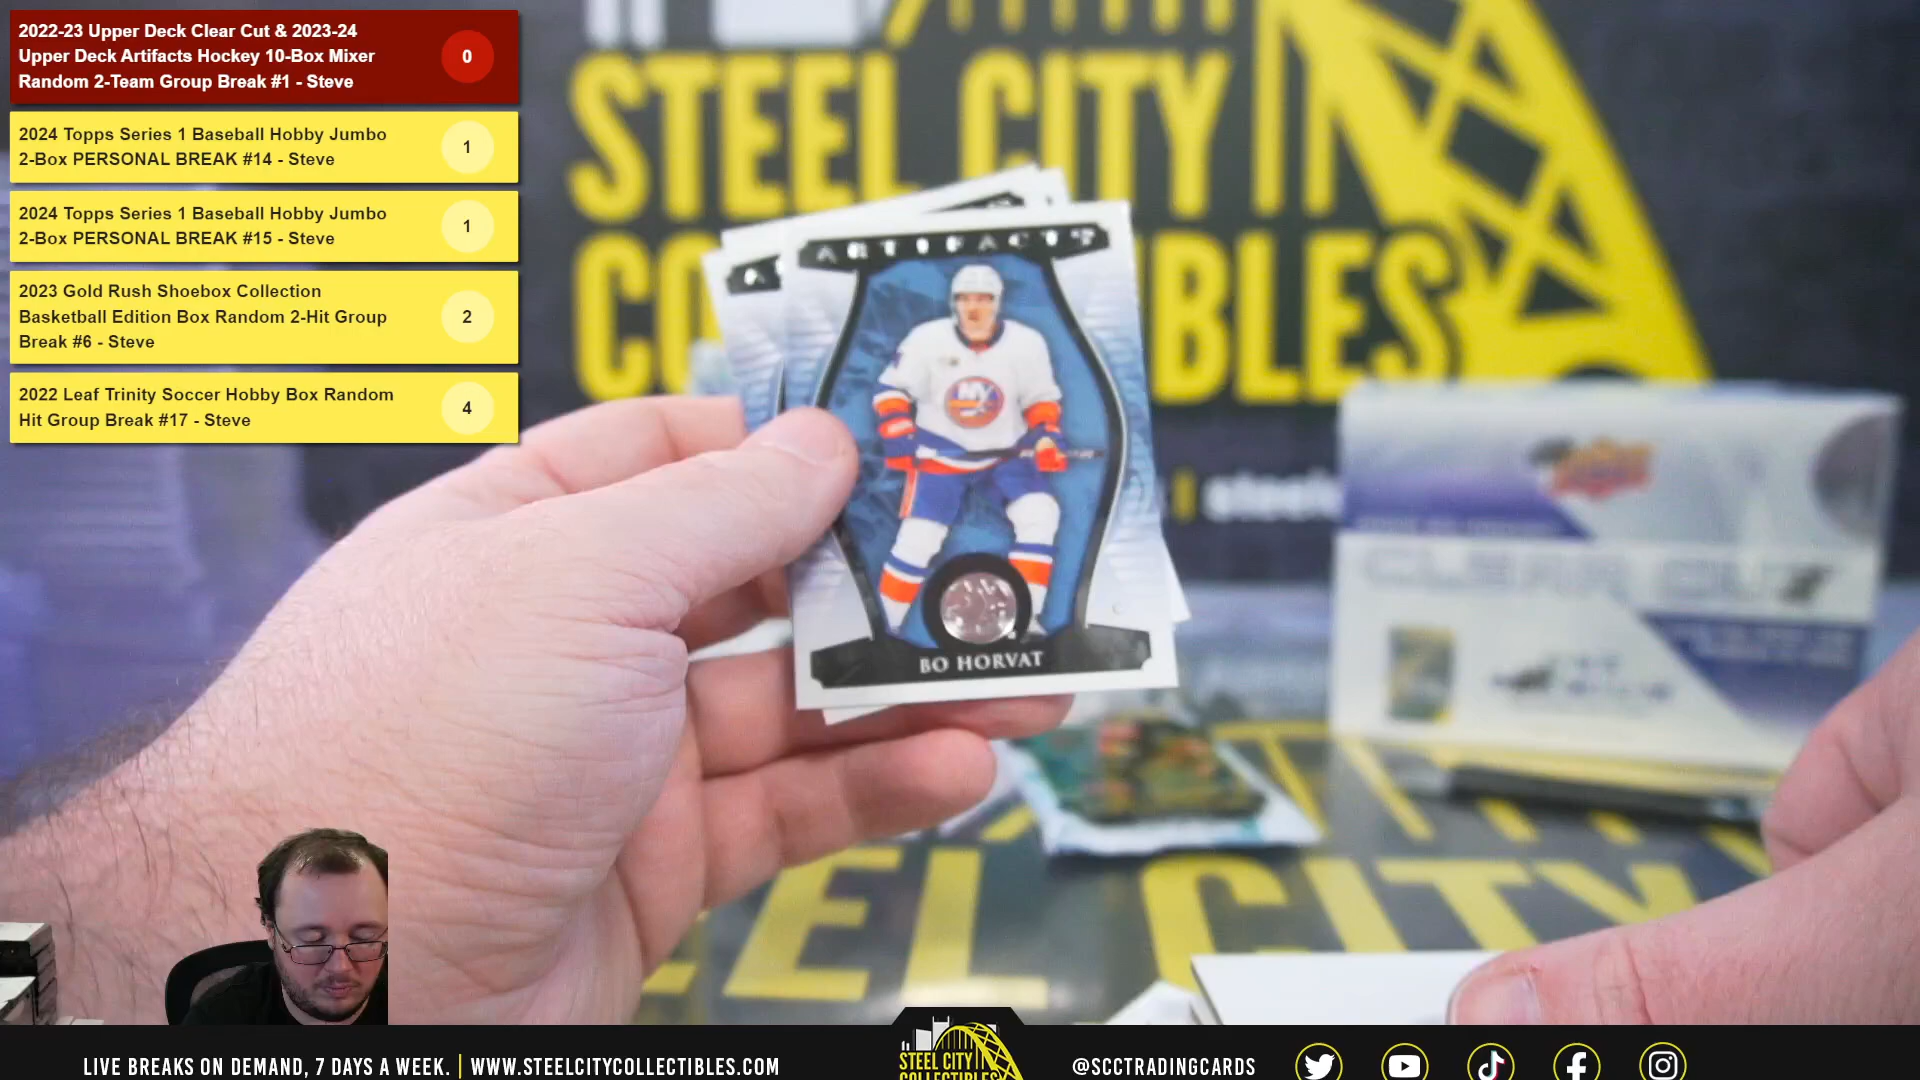 2022-23 Upper Deck Clear Cut & 2023-24
Upper Deck Artifacts Hockey 10-Box Mixer
Random 2-Team Group Break #1 - Steve
0
2024 Topps Series 1 Baseball Hobby Jumbo
2-Box PERSONAL BREAK #14 - Steve
1
2024 Topps Series 1 Baseball Hobby Jumbo
2-Box PERSONAL BREAK #15 - Steve
1
2023 Gold Rush Shoebox Collection
Basketball Edition Box Random 2-Hit Group
Break #6 - Steve
2
2022 Leaf Trinity Soccer Hobby Box Random
Hit Group Break #17 - Steve
4
STEEL CITY
ARTIFACTS
NY
BO HORVAT
CLEAR CUT
LIVE BREAKS ON DEMAND, 7 DAYS A WEEK. | WWW.STEELCITYCOLLECTIBLES.COM
STEEL CITY
COLLECTIBLES
@SCCTRADINGCARDS